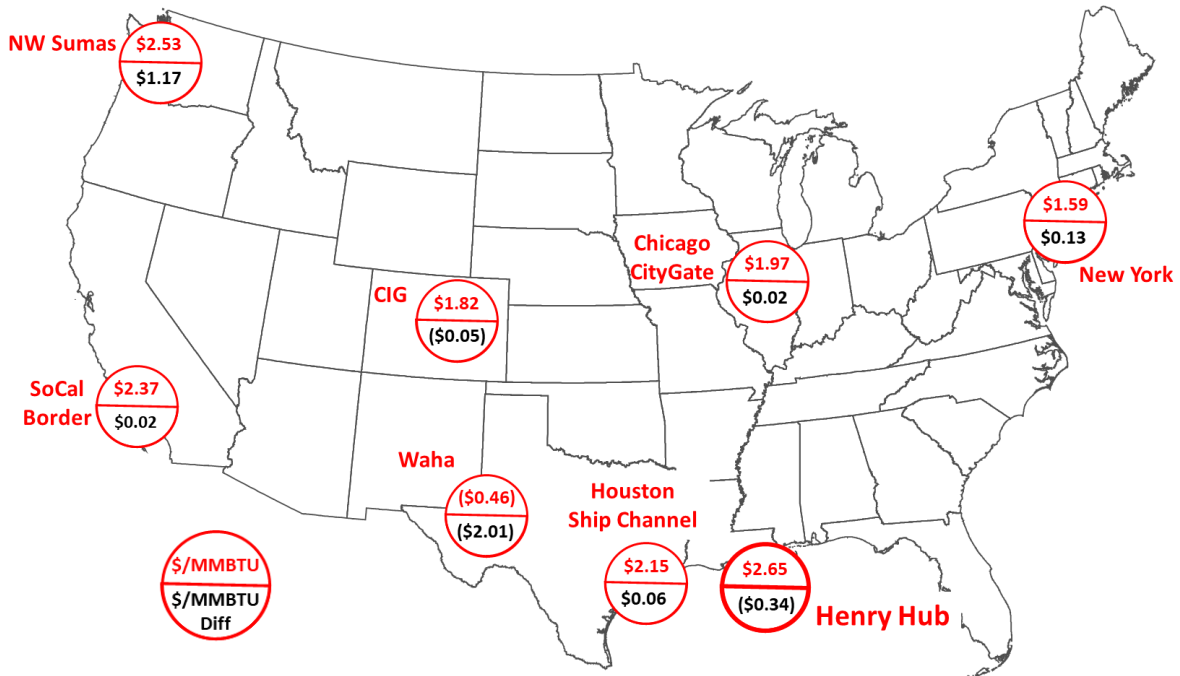 NW Sumas
$2.53
$1.17
$1.59
$0.13
New York
Chicago
CityGate
$1.97
$0.02
CIG
$1.82
($0.05)
SoCal
Border
$2.37
$0.02
Waha
($0.46)
($2.01)
Houston
Ship Channel
$2.15
$0.06
$2.65
($0.34)
Henry Hub
$/MMBTU
$/MMBTU
Diff